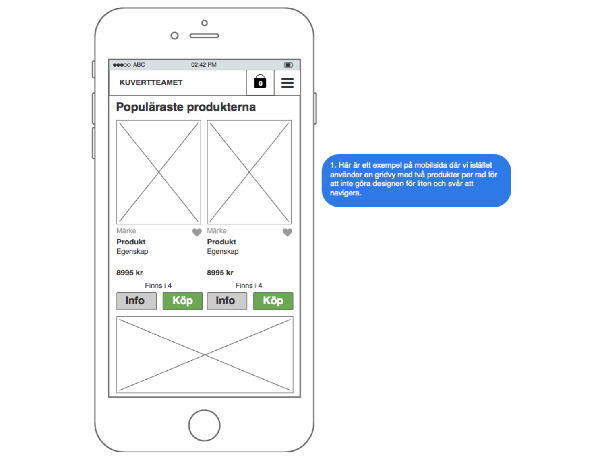 ABC 02:42 PM
KUVERTTEAMET 0
Populäraste produkterna
Märke Märke
Produkt Produkt
Egenskap Egenskap
8995 kr 8995 kr
Finns i 4 Finns i 4
Info Köp Info Köp
1. Här är ett exempel på mobilsida där vi istället
använder en gridvy med två produkter per rad för
att inte göra designen för liten och svår att
navigera.